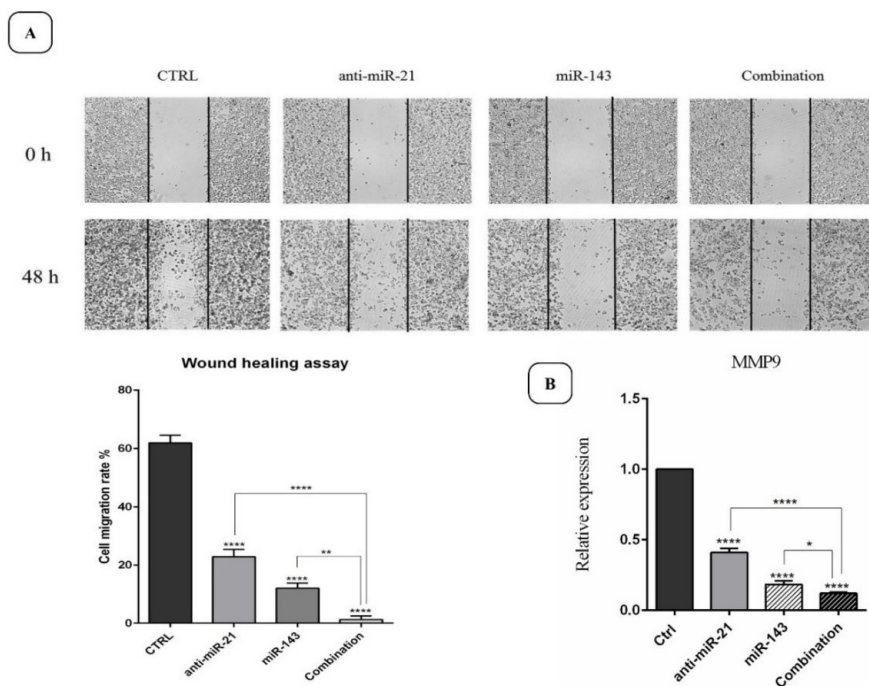 A
CTRL
anti-miR-21
miR-143
Combination
0 h
48 h
Wound healing assay
Cell migration rate %
80
60
40
20
0
****
****
****
****
**
CTRL
anti-miR-21
miR-143
Combination
B
MMP9
Relative expression
1.5
1.0
0.5
0.0
****
****
****
****
*
Ctrl
anti-miR-21
miR-143
Combination